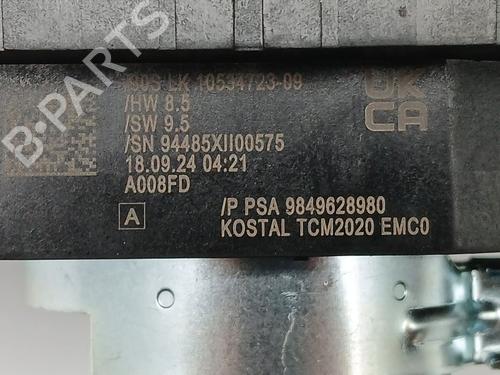 LK 10534723-09
/HW 8.5
/SW 9.5
/SN 94485XII00575
18.09.24 04:21
A008FD
A
/P PSA 9849628980
KOSTAL TCM2020 EMC0
UK
CA